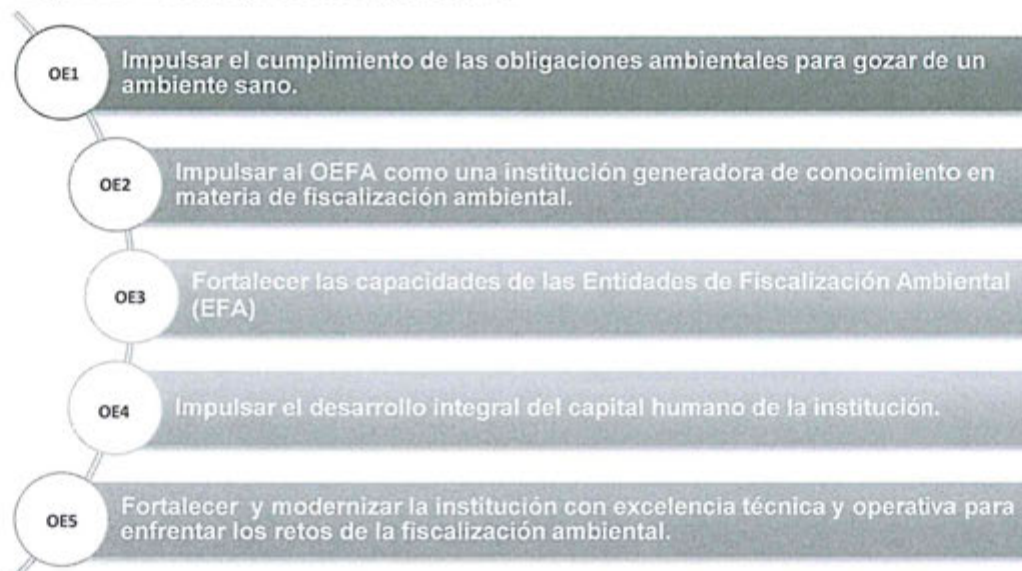 OE1
Impulsar el cumplimiento de las obligaciones ambientales para gozar de un
ambiente sano.
OE2
Impulsar al OEFA como una institución generadora de conocimiento en
materia de fiscalización ambiental.
OE3
Fortalecer las capacidades de las Entidades de Fiscalización Ambiental
(EFA)
OE4
Impulsar el desarrollo integral del capital humano de la institución.
OE5
Fortalecer y modernizar la institución con excelencia técnica y operativa para
enfrentar los retos de la fiscalización ambiental.